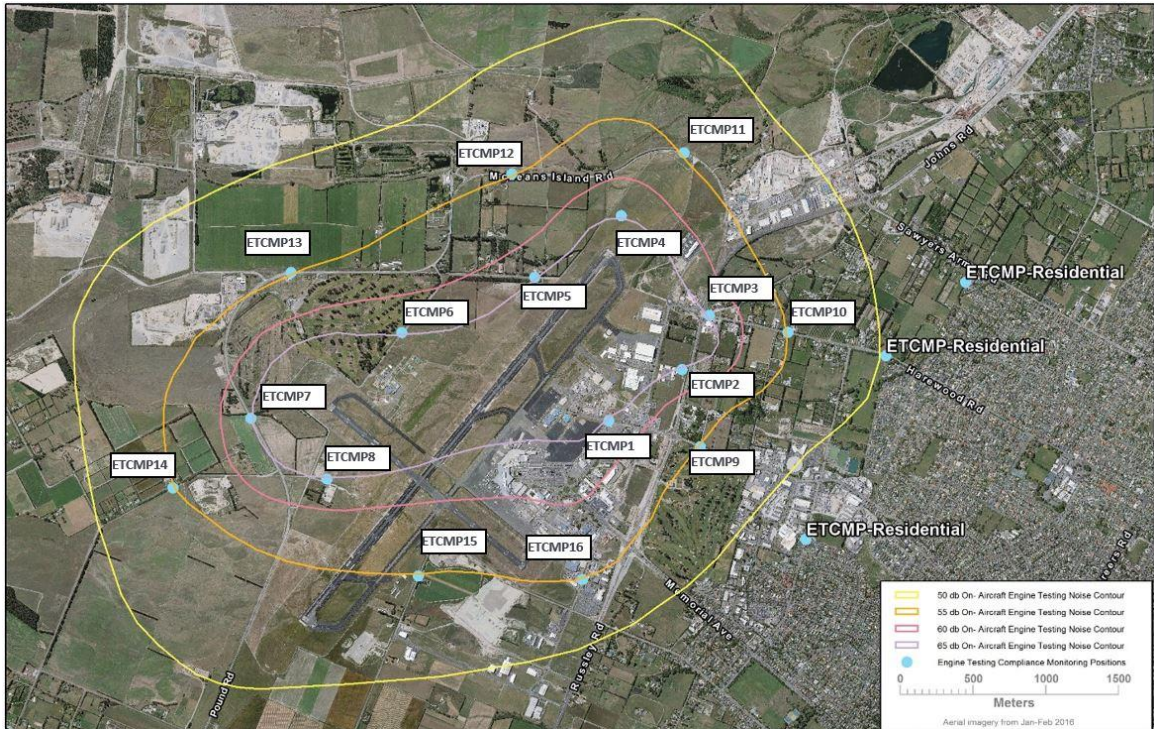 ETCMP11
Johns Rd
ETCMP12
McLeans Island Rd
ETCMP13
ETCMP4
Sawyers Arms Rd
ETCMP-Residential
ETCMP5
ETCMP3
ETCMP6
ETCMP10
ETCMP-Residential
Harewood Rd
ETCMP2
ETCMP7
ETCMP1
ETCMP9
ETCMP14
ETCMP8
ETCMP-Residential
ETCMP15
ETCMP16
Memorial Ave
Russley Rd
Pound Rd
50 db On- Aircraft Engine Testing Noise Contour
55 db On- Aircraft Engine Testing Noise Contour
60 db On- Aircraft Engine Testing Noise Contour
65 db On- Aircraft Engine Testing Noise Contour
Engine Testing Compliance Monitoring Positions
0 500 1000 1500
Meters
Aerial imagery from Jan-Feb 2016